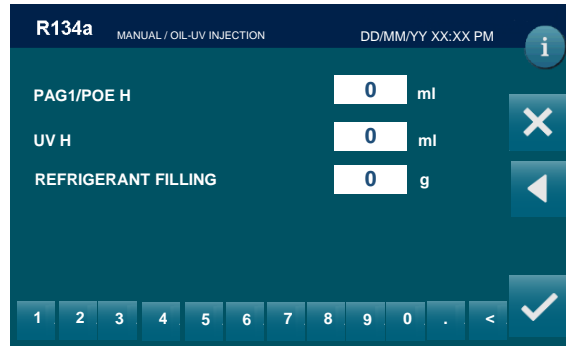 R134a MANUAL / OIL-UV INJECTION DD/MM/YY XX:XX PM
i
PAG1/POE H 0 ml
UV H 0 ml
REFRIGERANT FILLING 0 g
1 2 3 4 5 6 7 8 9 0 . <